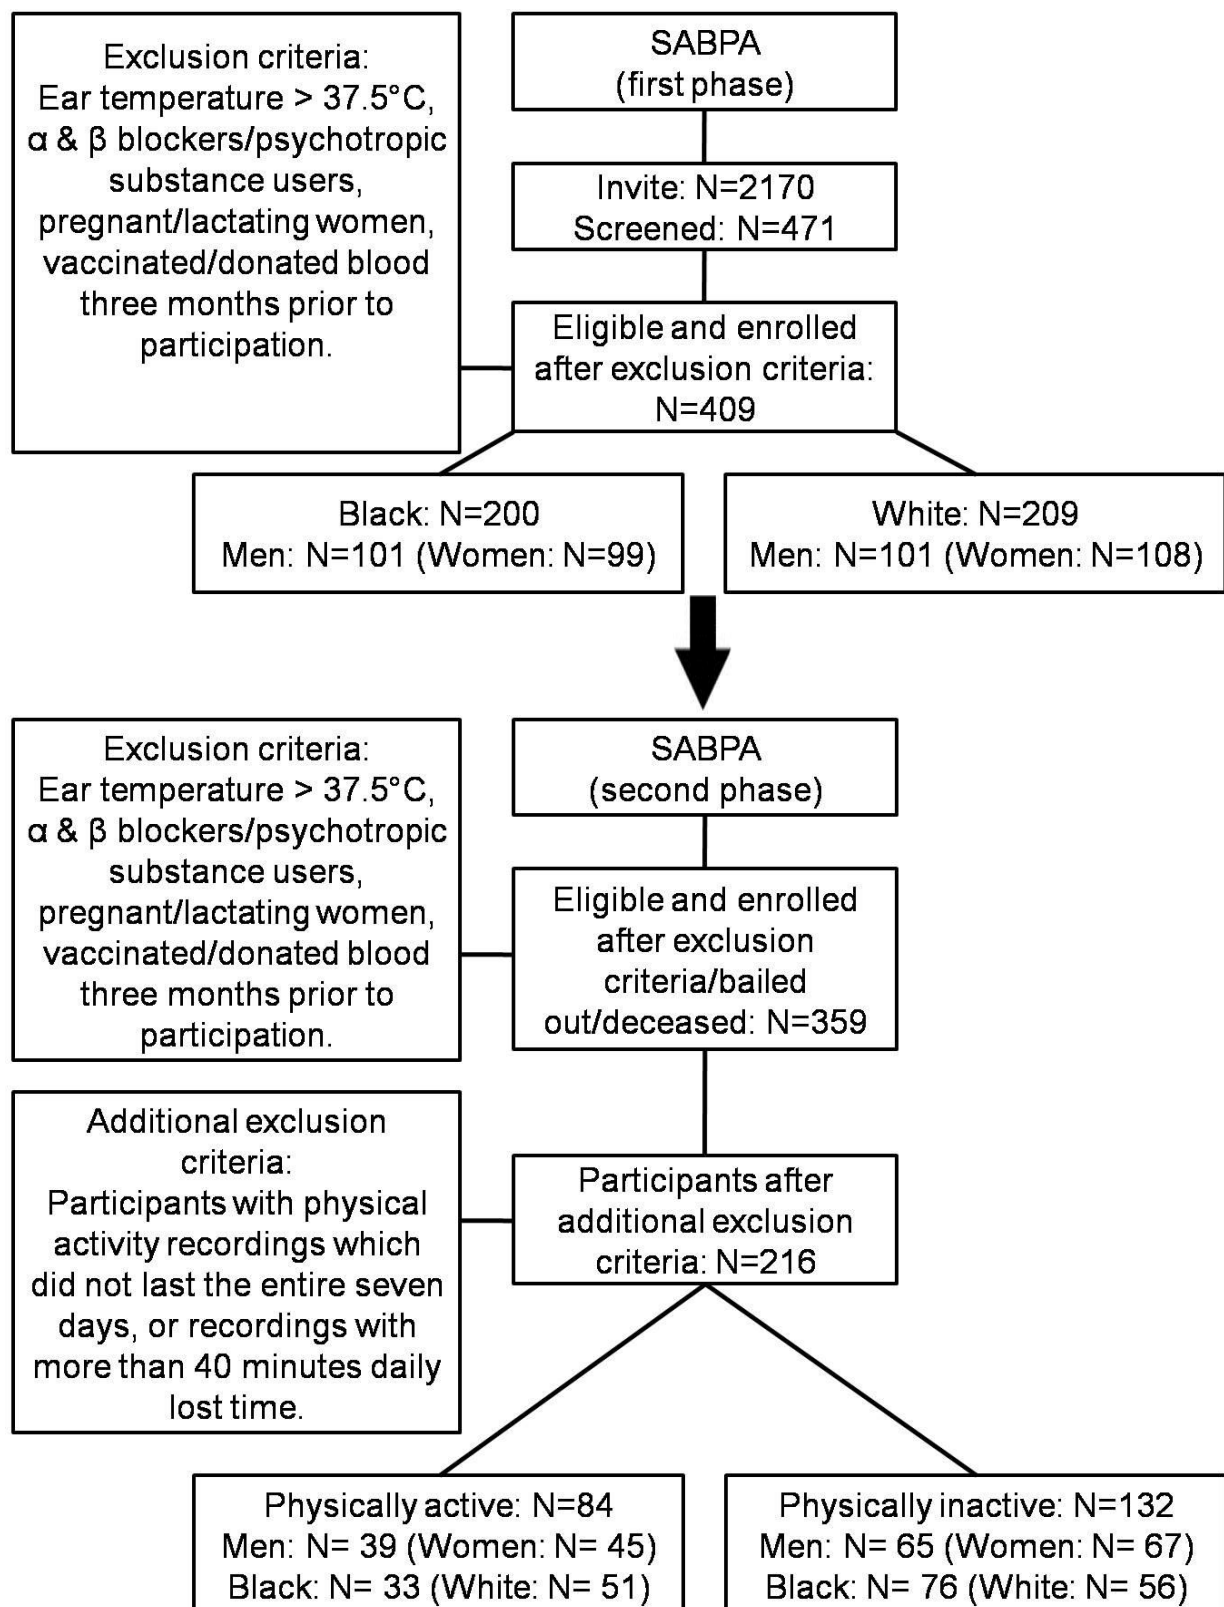 Exclusion criteria:
Ear temperature > 37.5°C,
α & β blockers/psychotropic
substance users,
pregnant/lactating women,
vaccinated/donated blood
three months prior to
participation.
SABPA
(first phase)
Invite: N=2170
Screened: N=471
Eligible and enrolled
after exclusion criteria:
N=409
Black: N=200
Men: N=101 (Women: N=99)
White: N=209
Men: N=101 (Women: N=108)
Exclusion criteria:
Ear temperature > 37.5°C,
α & β blockers/psychotropic
substance users,
pregnant/lactating women,
vaccinated/donated blood
three months prior to
participation.
SABPA
(second phase)
Eligible and enrolled
after exclusion
criteria/bailed
out/deceased: N=359
Additional exclusion
criteria:
Participants with physical
activity recordings which
did not last the entire seven
days, or recordings with
more than 40 minutes daily
lost time.
Participants after
additional exclusion
criteria: N=216
Physically active: N=84
Men: N= 39 (Women: N= 45)
Black: N= 33 (White: N= 51)
Physically inactive: N=132
Men: N= 65 (Women: N= 67)
Black: N= 76 (White: N= 56)